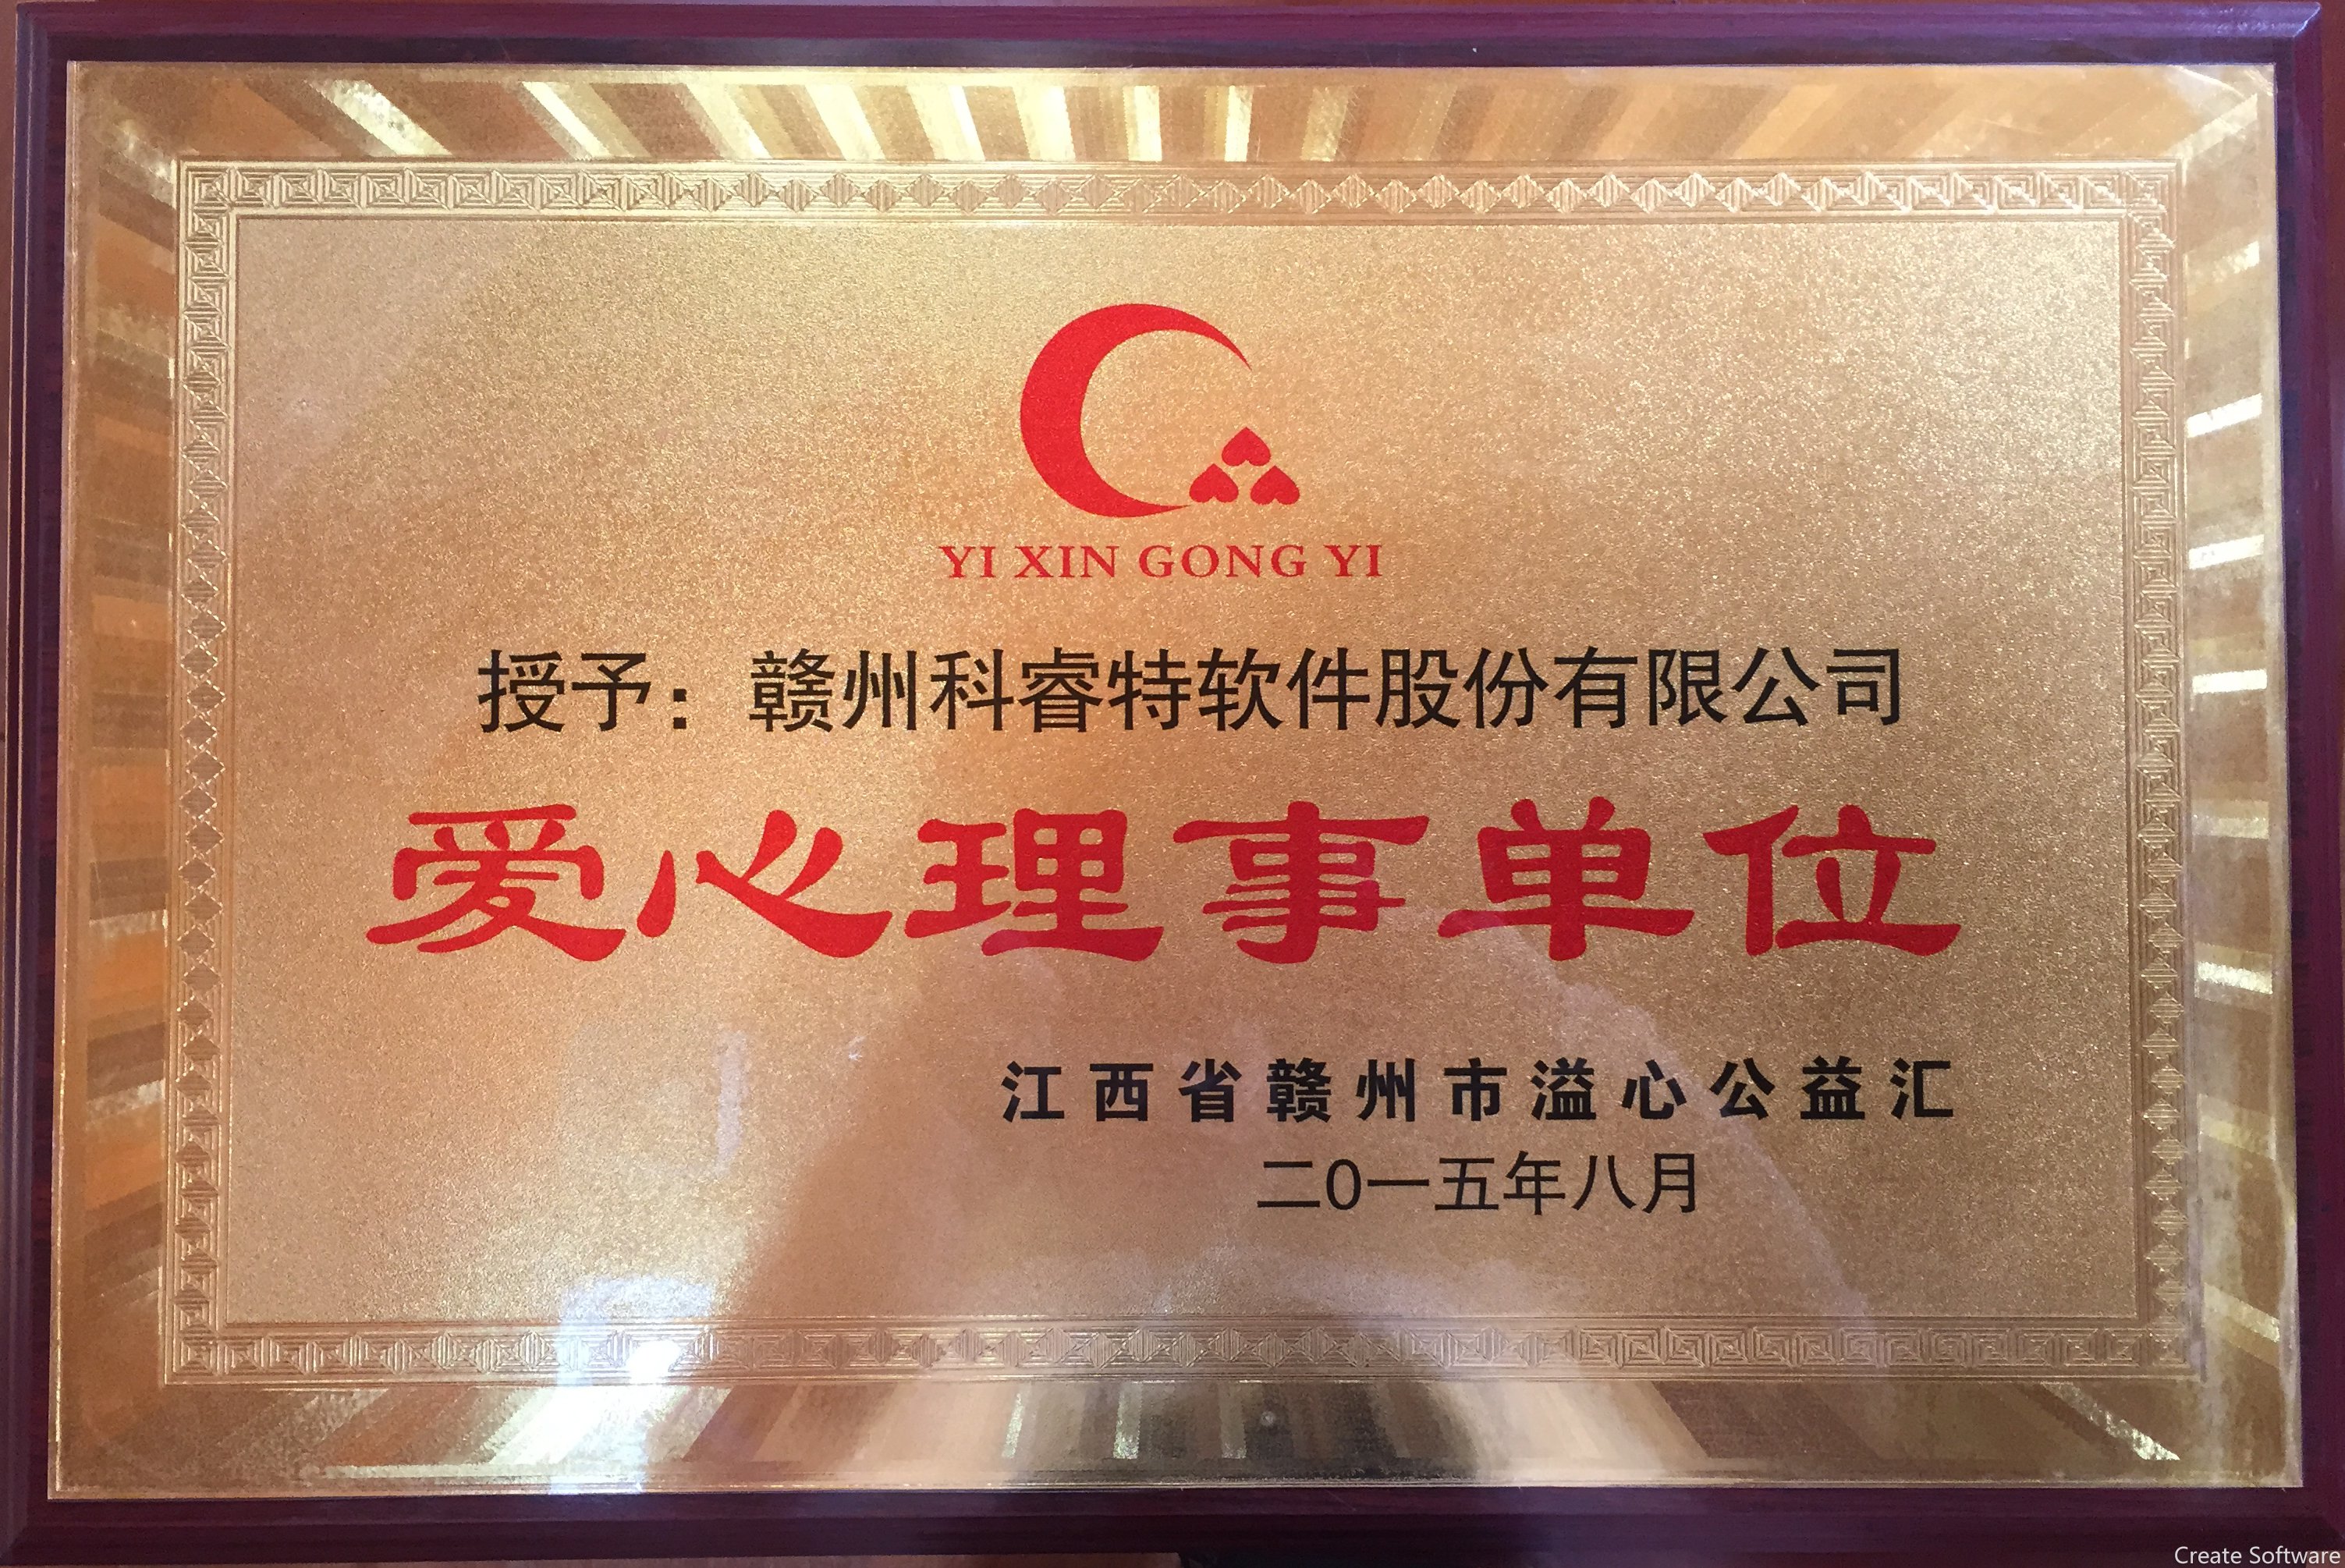 YI XIN GONG YI
授予：赣州科睿特软件股份有限公司
爱心理事单位
江西省赣州市溢心公益汇
二0一五年八月
Create Software